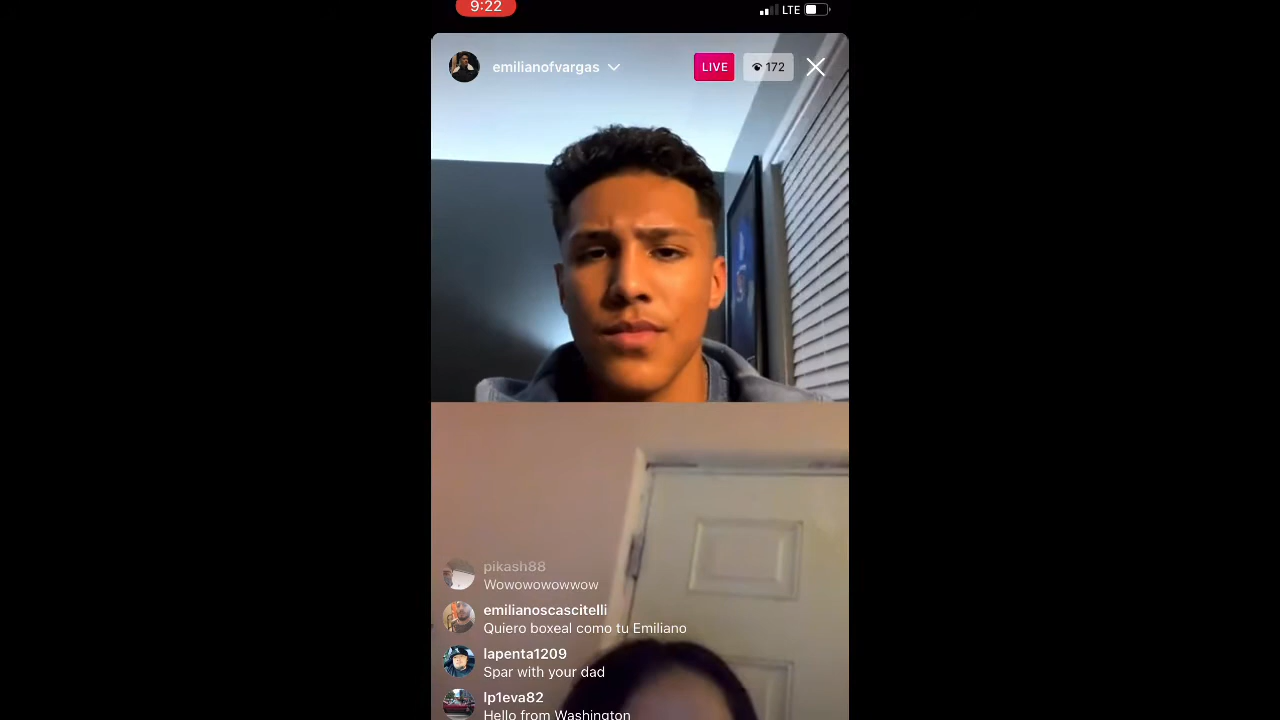 9:22
LTE
emilianofvargas
LIVE
172
pikash88
Wowowowowwow
emilianoscascitelli
Quiero boxeal como tu Emiliano
lapenta1209
Spar with your dad
lp1eva82
Hello from Washington